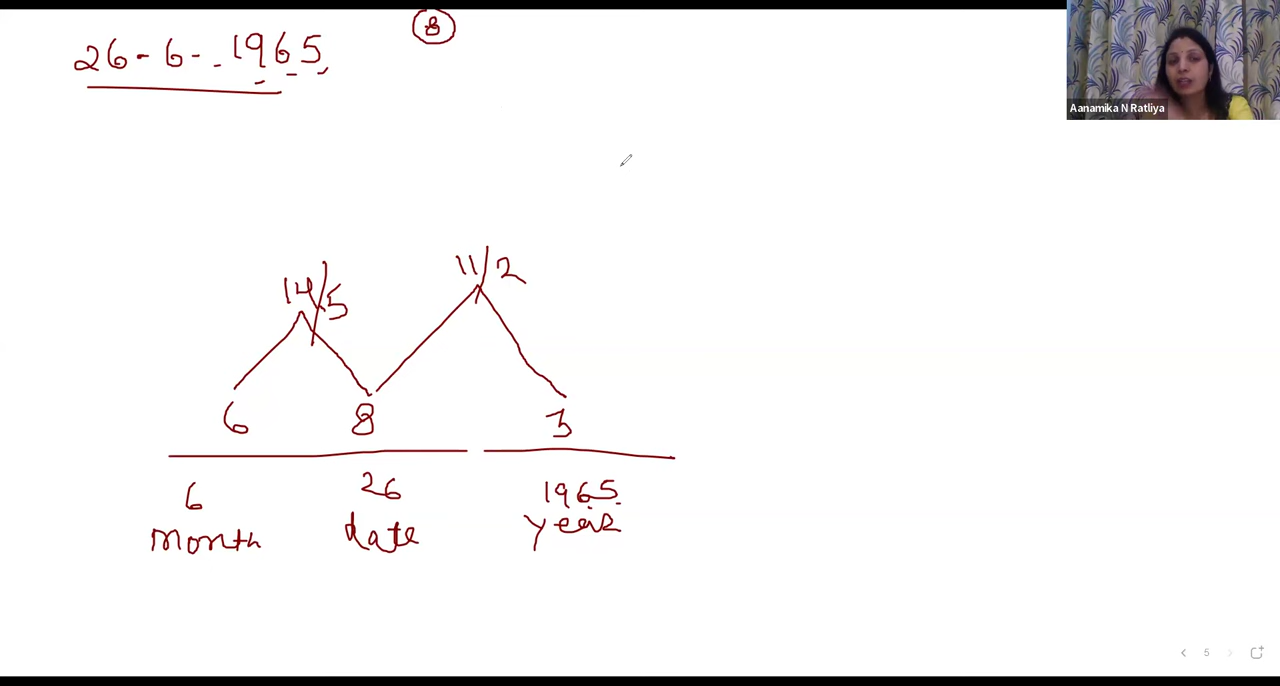 8
26 - 6 - 1965
Aanamika N Ratliya
11/2
14/5
6 8 3
6 26 1965
Month date year
5